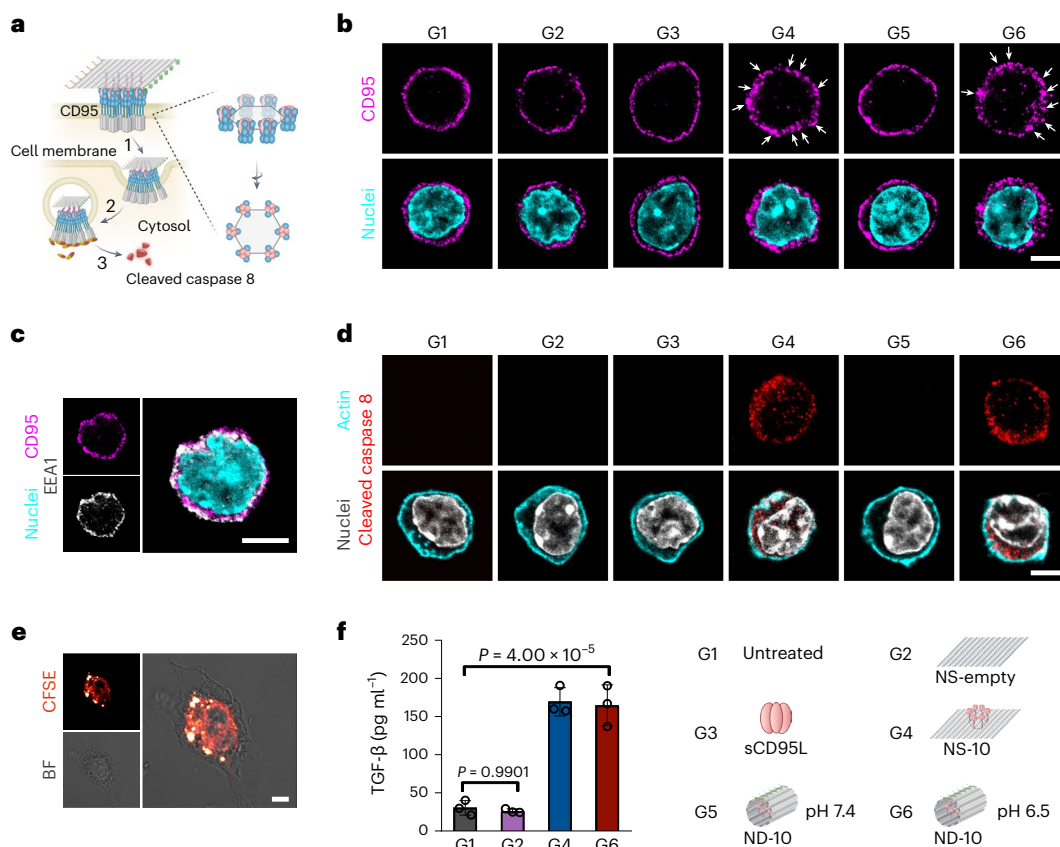 a
CD95
1
Cell membrane
2
Cytosol
3
Cleaved caspase 8
b
G1 G2 G3 G4 G5 G6
CD95
Nuclei
c
CD95
EEA1
Nuclei
d
G1 G2 G3 G4 G5 G6
Actin
Cleaved caspase 8
Nuclei
e
CFSE
BF
f
250
200
150
100
50
0
TGF-β (pg ml⁻¹)
P = 4.00 × 10⁻⁵
P = 0.9901
G1 G2 G4 G6
G1 Untreated
G2 NS-empty
G3 sCD95L
G4 NS-10
G5 pH 7.4
ND-10
G6 pH 6.5
ND-10